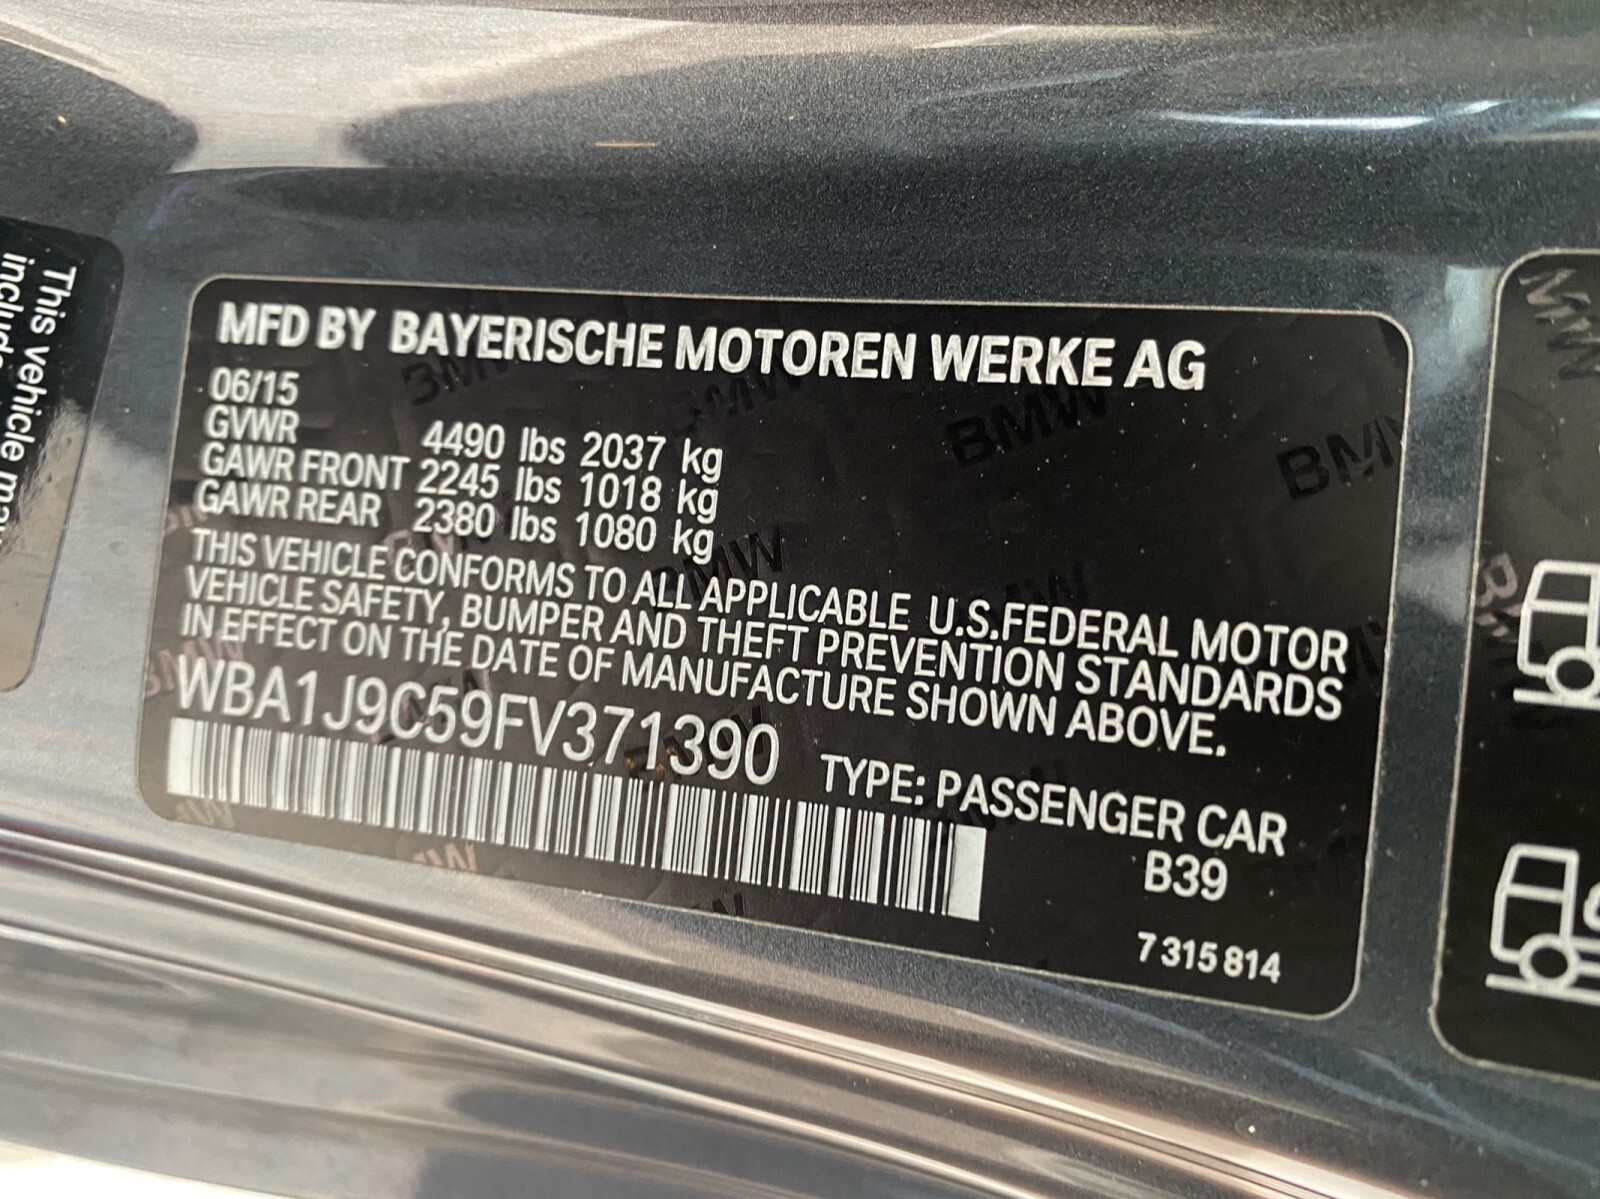 MFD BY BAYERISCHE MOTOREN WERKE AG
06/15
GVWR 4490 lbs 2037 kg
GAWR FRONT 2245 lbs 1018 kg
GAWR REAR 2380 lbs 1080 kg
THIS VEHICLE CONFORMS TO ALL APPLICABLE U.S.FEDERAL MOTOR
VEHICLE SAFETY, BUMPER AND THEFT PREVENTION STANDARDS
IN EFFECT ON THE DATE OF MANUFACTURE SHOWN ABOVE.
WBA1J9C59FV371390 TYPE: PASSENGER CAR
B39
7 315 814
This vehicle